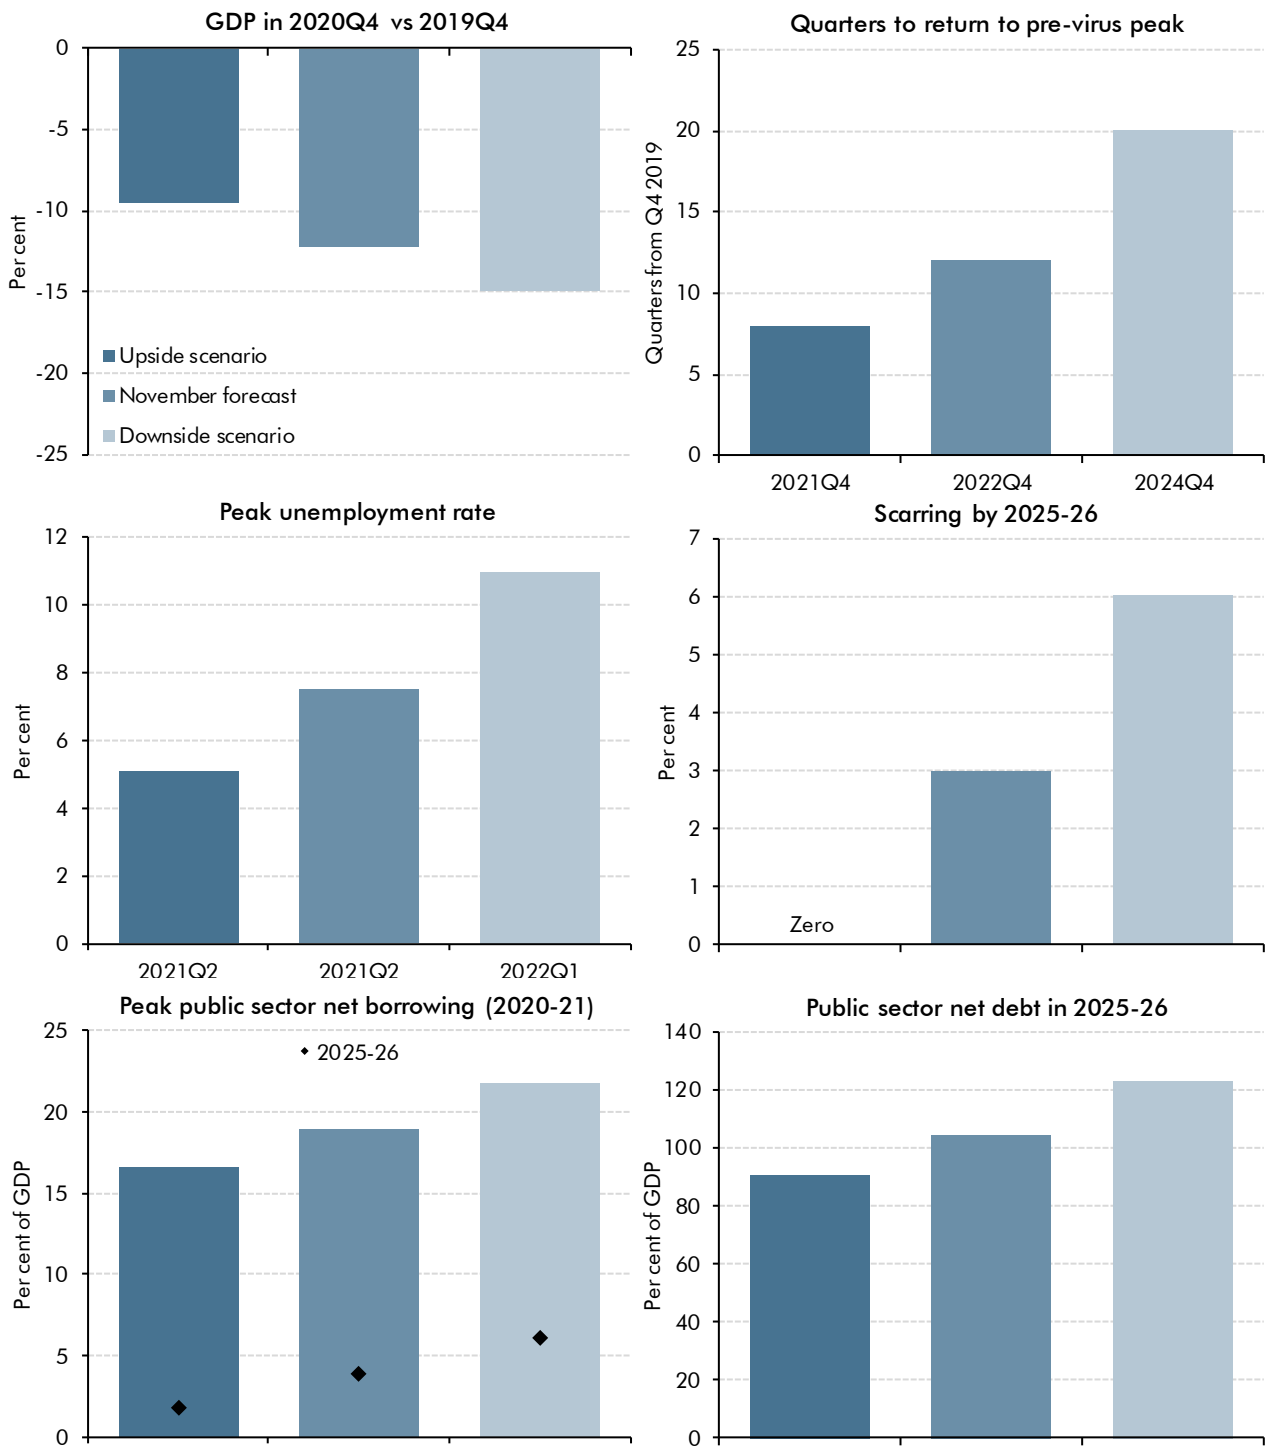 GDP in 2020Q4 vs 2019Q4
0
-5
-10
-15
-20
-25
Per cent
Upside scenario
November forecast
Downside scenario
Quarters to return to pre-virus peak
25
20
15
10
5
0
Quarters from Q4 2019
2021Q4 2022Q4 2024Q4
Peak unemployment rate
12
10
8
6
4
2
0
Per cent
2021Q2 2021Q2 2022Q1
Scarring by 2025-26
7
6
5
4
3
2
1
0
Per cent
Zero
Peak public sector net borrowing (2020-21)
25
20
15
10
5
0
Per cent of GDP
2025-26
Public sector net debt in 2025-26
140
120
100
80
60
40
20
0
Per cent of GDP